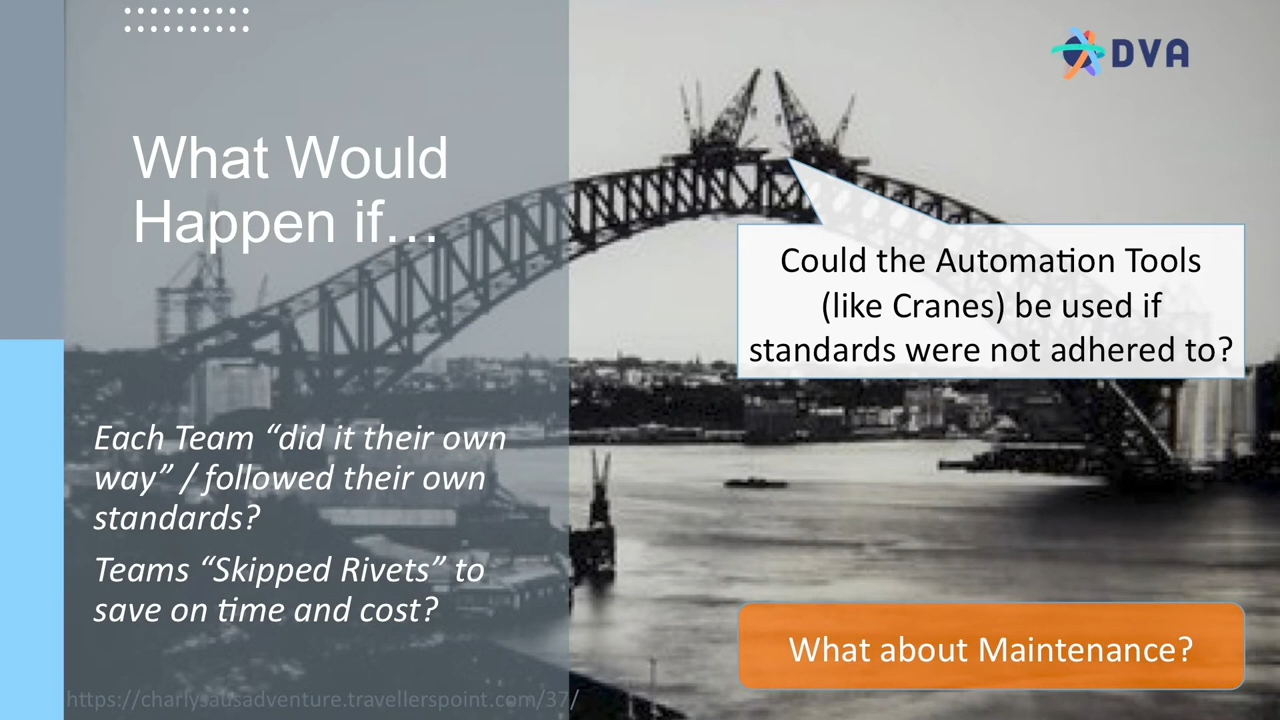 DVA
What Would
Happen if...
Could the Automation Tools
(like Cranes) be used if
standards were not adhered to?
Each Team “did it their own
way” / followed their own
standards?
Teams “Skipped Rivets” to
save on time and cost?
What about Maintenance?
https://charlysausadventure.travellerspoint.com/37/